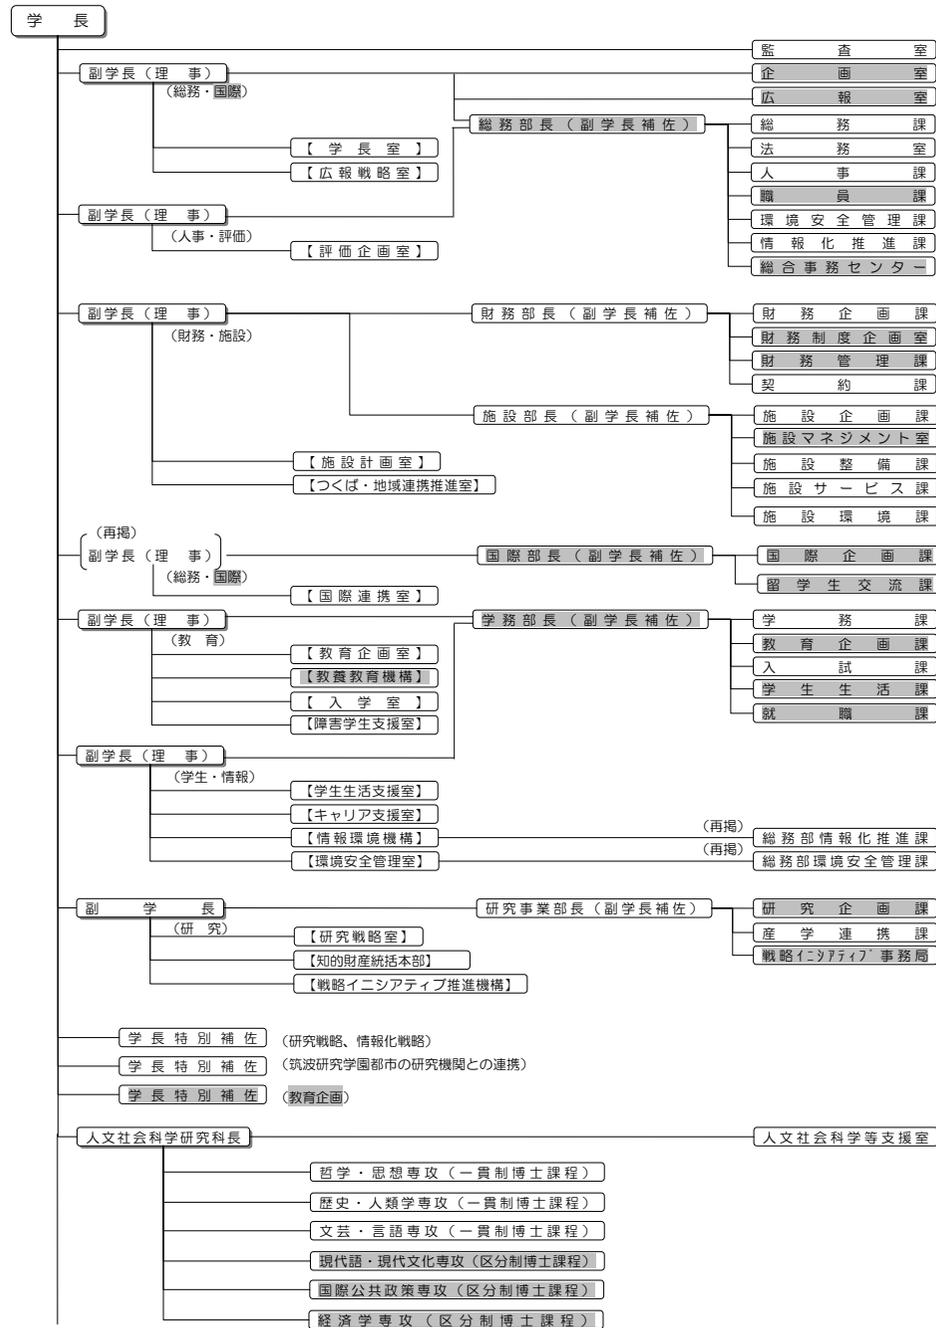 学　長
監査室
副学長（理　事）
企画室
（総務・国際）
広報室
総務部長（副学長補佐）
総務課
【学長室】
法務室
【広報戦略室】
人事課
職員課
副学長（理　事）
環境安全管理課
（人事・評価）
情報化推進課
【評価企画室】
総合事務センター
副学長（理　事）
財務部長（副学長補佐）
財務企画課
（財務・施設）
財務制度企画室
財務管理課
契約課
施設部長（副学長補佐）
施設企画課
施設マネジメント室
【施設計画室】
施設整備課
【つくば・地域連携推進室】
施設サービス課
施設環境課
（再掲）
副学長（理　事）
国際部長（副学長補佐）
国際企画課
（総務・国際）
留学生交流課
【国際連携室】
副学長（理　事）
学務部長（副学長補佐）
学務課
（教　育）
教育企画課
【教育企画室】
入試課
【教養教育機構】
学生生活課
【入学室】
就職課
【障害学生支援室】
副学長（理　事）
（学生・情報）
【学生生活支援室】
【キャリア支援室】
（再掲）
【情報環境機構】
総務部情報化推進課
（再掲）
【環境安全管理室】
総務部環境安全管理課
副学長
研究事業部長（副学長補佐）
研究企画課
（研　究）
産学連携課
【研究戦略室】
戦略ｲﾆｼｱﾃｨﾌﾞ事務局
【知的財産統括本部】
【戦略イニシアティブ推進機構】
学長特別補佐
（研究戦略、情報化戦略）
学長特別補佐
（筑波研究学園都市の研究機関との連携）
学長特別補佐
（教育企画）
人文社会科学研究科長
人文社会科学等支援室
哲学・思想専攻（一貫制博士課程）
歴史・人類学専攻（一貫制博士課程）
文芸・言語専攻（一貫制博士課程）
現代語・現代文化専攻（区分制博士課程）
国際公共政策専攻（区分制博士課程）
経済学専攻（区分制博士課程）